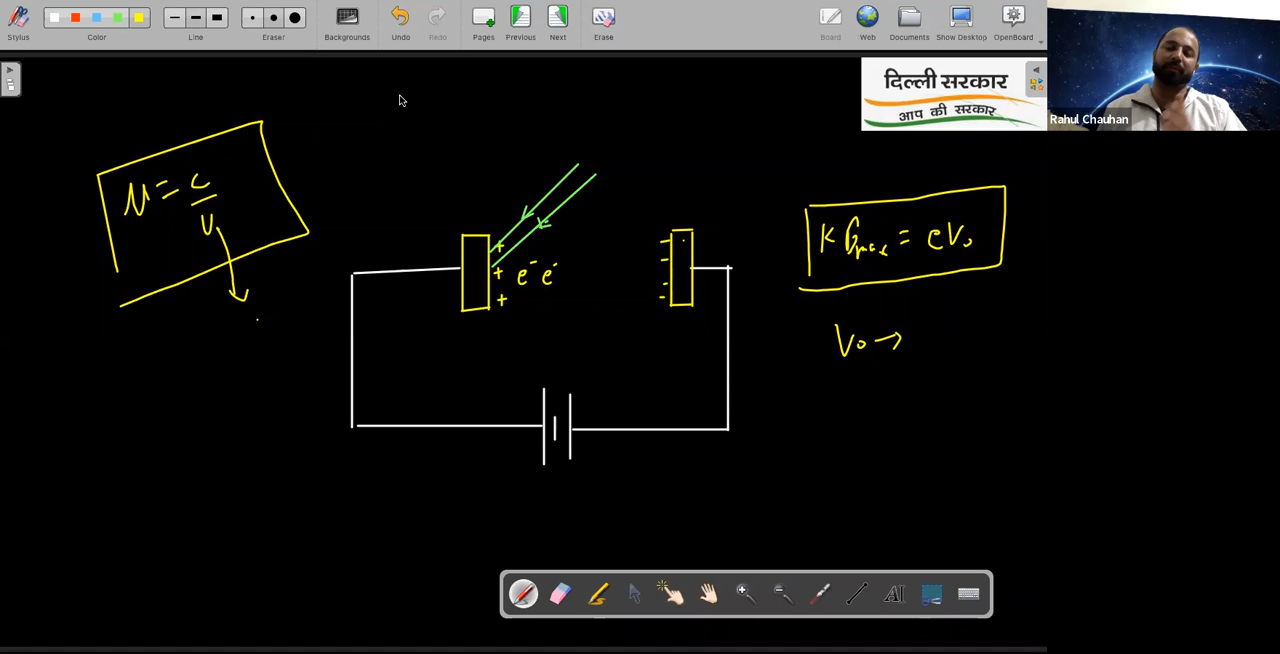 Stylus
Color
Line
Eraser
Backgrounds
Undo
Redo
Pages
Previous
Next
Erase
Board
Web
Documents
Show Desktop
OpenBoard
दिल्ली सरकार
आप की सरकार
Rahul Chauhan
μ = c/v
+
+ e⁻ e⁻
+
KEmax = eV₀
V₀ →
AI